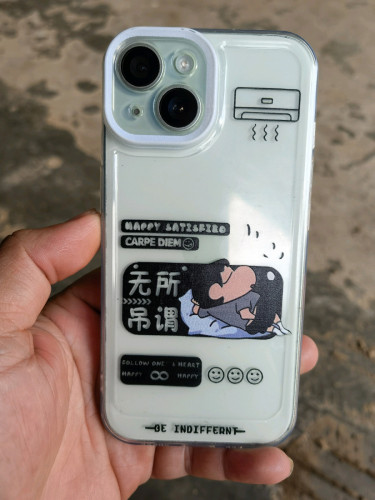 HAPPY SATISFIED
CARPE DIEM
无所
吊谓
FOLLOW ONE'S HEART
HAPPY HAPPY
BE INDIFFERNT